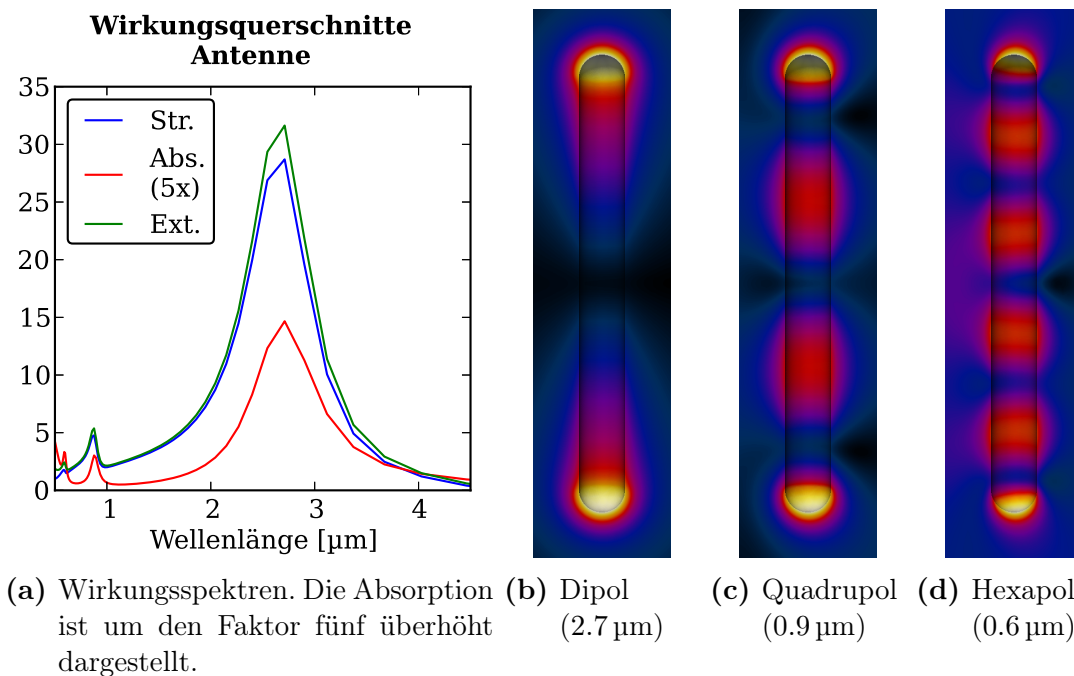 Wirkungsquerschnitte
Antenne
35
30
25
20
15
10
5
0
Str.
Abs.
(5x)
Ext.
1
2
3
4
Wellenlänge [µm]
(a) Wirkungsspektren. Die Absorption
ist um den Faktor fünf überhöht
dargestellt.
(b) Dipol
(2.7 µm)
(c) Quadrupol
(0.9 µm)
(d) Hexapol
(0.6 µm)